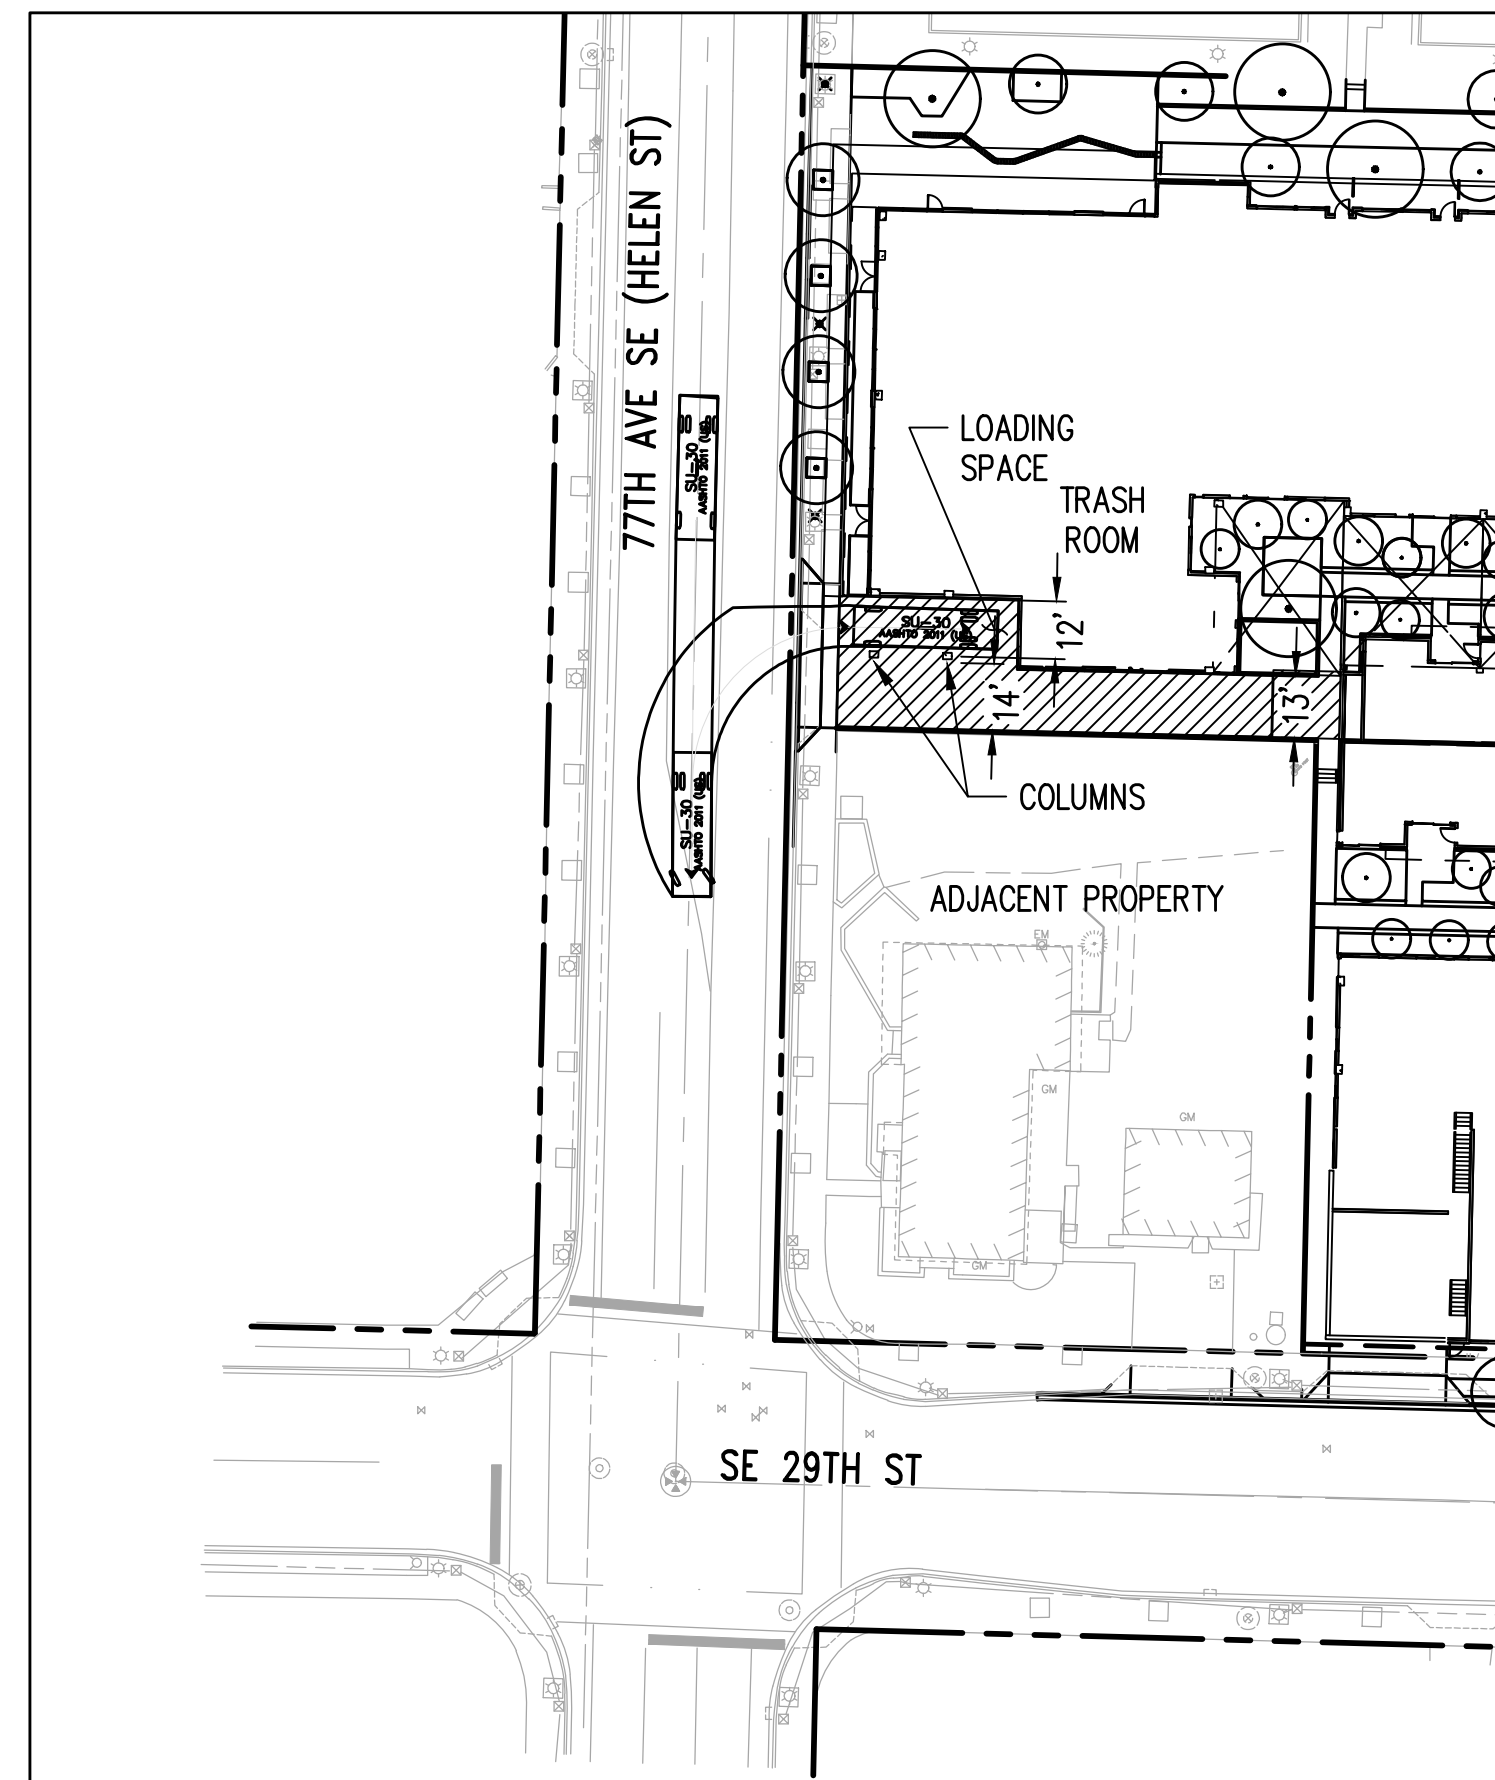 77TH AVE SE (HELEN ST)
SU-30
AASHTO 2011 (US)
LOADING
SPACE
TRASH
ROOM
SU-30
AASHTO 2011 (US)
12'
14'
13'
COLUMNS
SU-30
AASHTO 2011 (US)
ADJACENT PROPERTY
EM
GM
GM
GM
SE 29TH ST